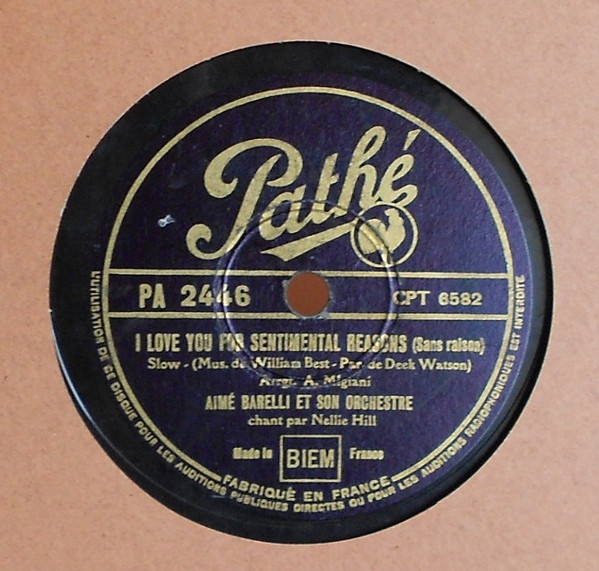 Pathé
PA 2446
CPT 6582
I LOVE YOU FOR SENTIMENTAL REASONS (Sans raison)
Slow - (Mus. de William Best - Par. de Deek Watson)
Arrgt. A. Migiani
AIMÉ BARELLI ET SON ORCHESTRE
chant par Nellie Hill
Made in BIEM France
FABRIQUÉ EN FRANCE
L'UTILISATION DE CE DISQUE POUR LES AUDITIONS PUBLIQUES DIRECTES OU POUR LES AUDITIONS RADIOPHONIQUES EST INTERDITE